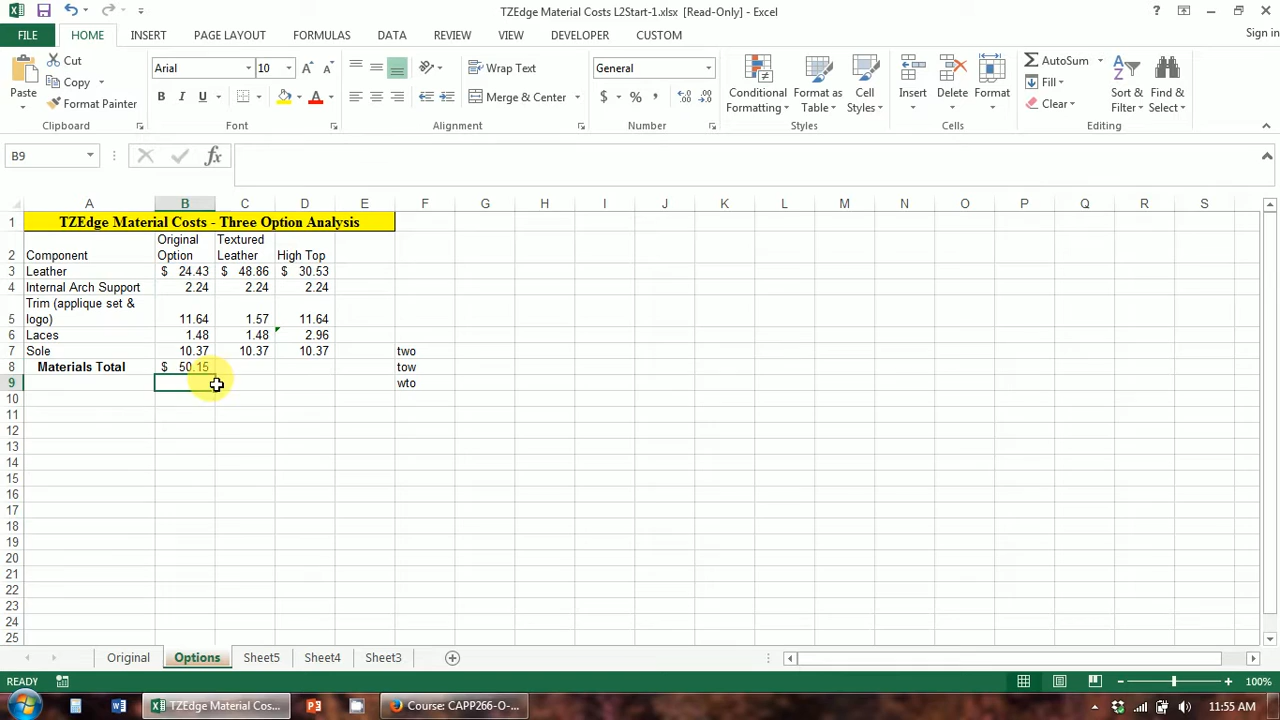 TZEdge Material Costs L2Start-1.xlsx [Read-Only] - Excel
Sign in
FILE HOME INSERT PAGE LAYOUT FORMULAS DATA REVIEW VIEW DEVELOPER CUSTOM
Paste
Cut
Copy
Format Painter
Arial 10
B I U A
Wrap Text
Merge & Center
General
$ % ,
Conditional Formatting
Format as Table
Cell Styles
Insert
Delete
Format
AutoSum
Fill
Clear
Sort & Filter
Find & Select
Clipboard Font Alignment Number Styles Cells Editing
B9 fx
A B C D E F G H I J K L M N O P Q R S
1 TZEdge Material Costs - Three Option Analysis
2 Component Original Option Textured Leather High Top
3 Leather $ 24.43 $ 48.86 $ 30.53
4 Internal Arch Support 2.24 2.24 2.24
5 Trim (applique set & logo) 11.64 1.57 11.64
6 Laces 1.48 1.48 2.96
7 Sole 10.37 10.37 10.37 two
8 Materials Total $ 50.15 tow
9 wto
10
11
12
13
14
15
16
17
18
19
20
21
22
23
24
25
Original Options Sheet5 Sheet4 Sheet3
READY 100%
TZEdge Material Cos... Course: CAPP266-O-... 11:55 AM